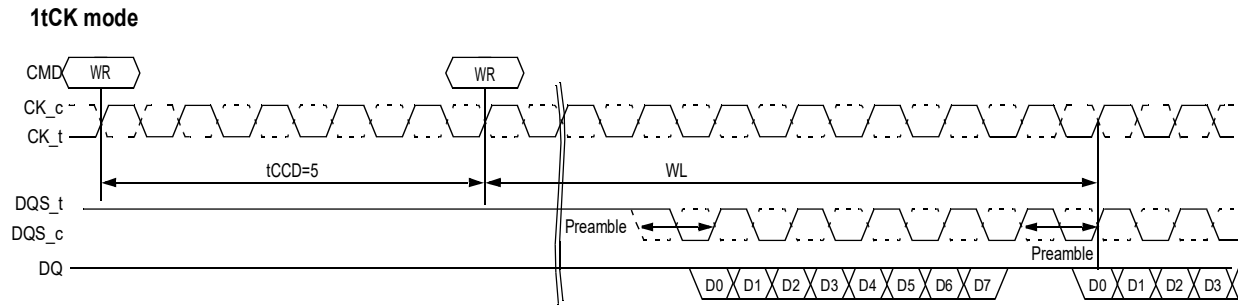 1tCK mode
CMD WR WR
CK_c
CK_t
tCCD=5 WL
DQS_t
Preamble
DQS_c
Preamble
DQ
D0 D1 D2 D3 D4 D5 D6 D7 D0 D1 D2 D3